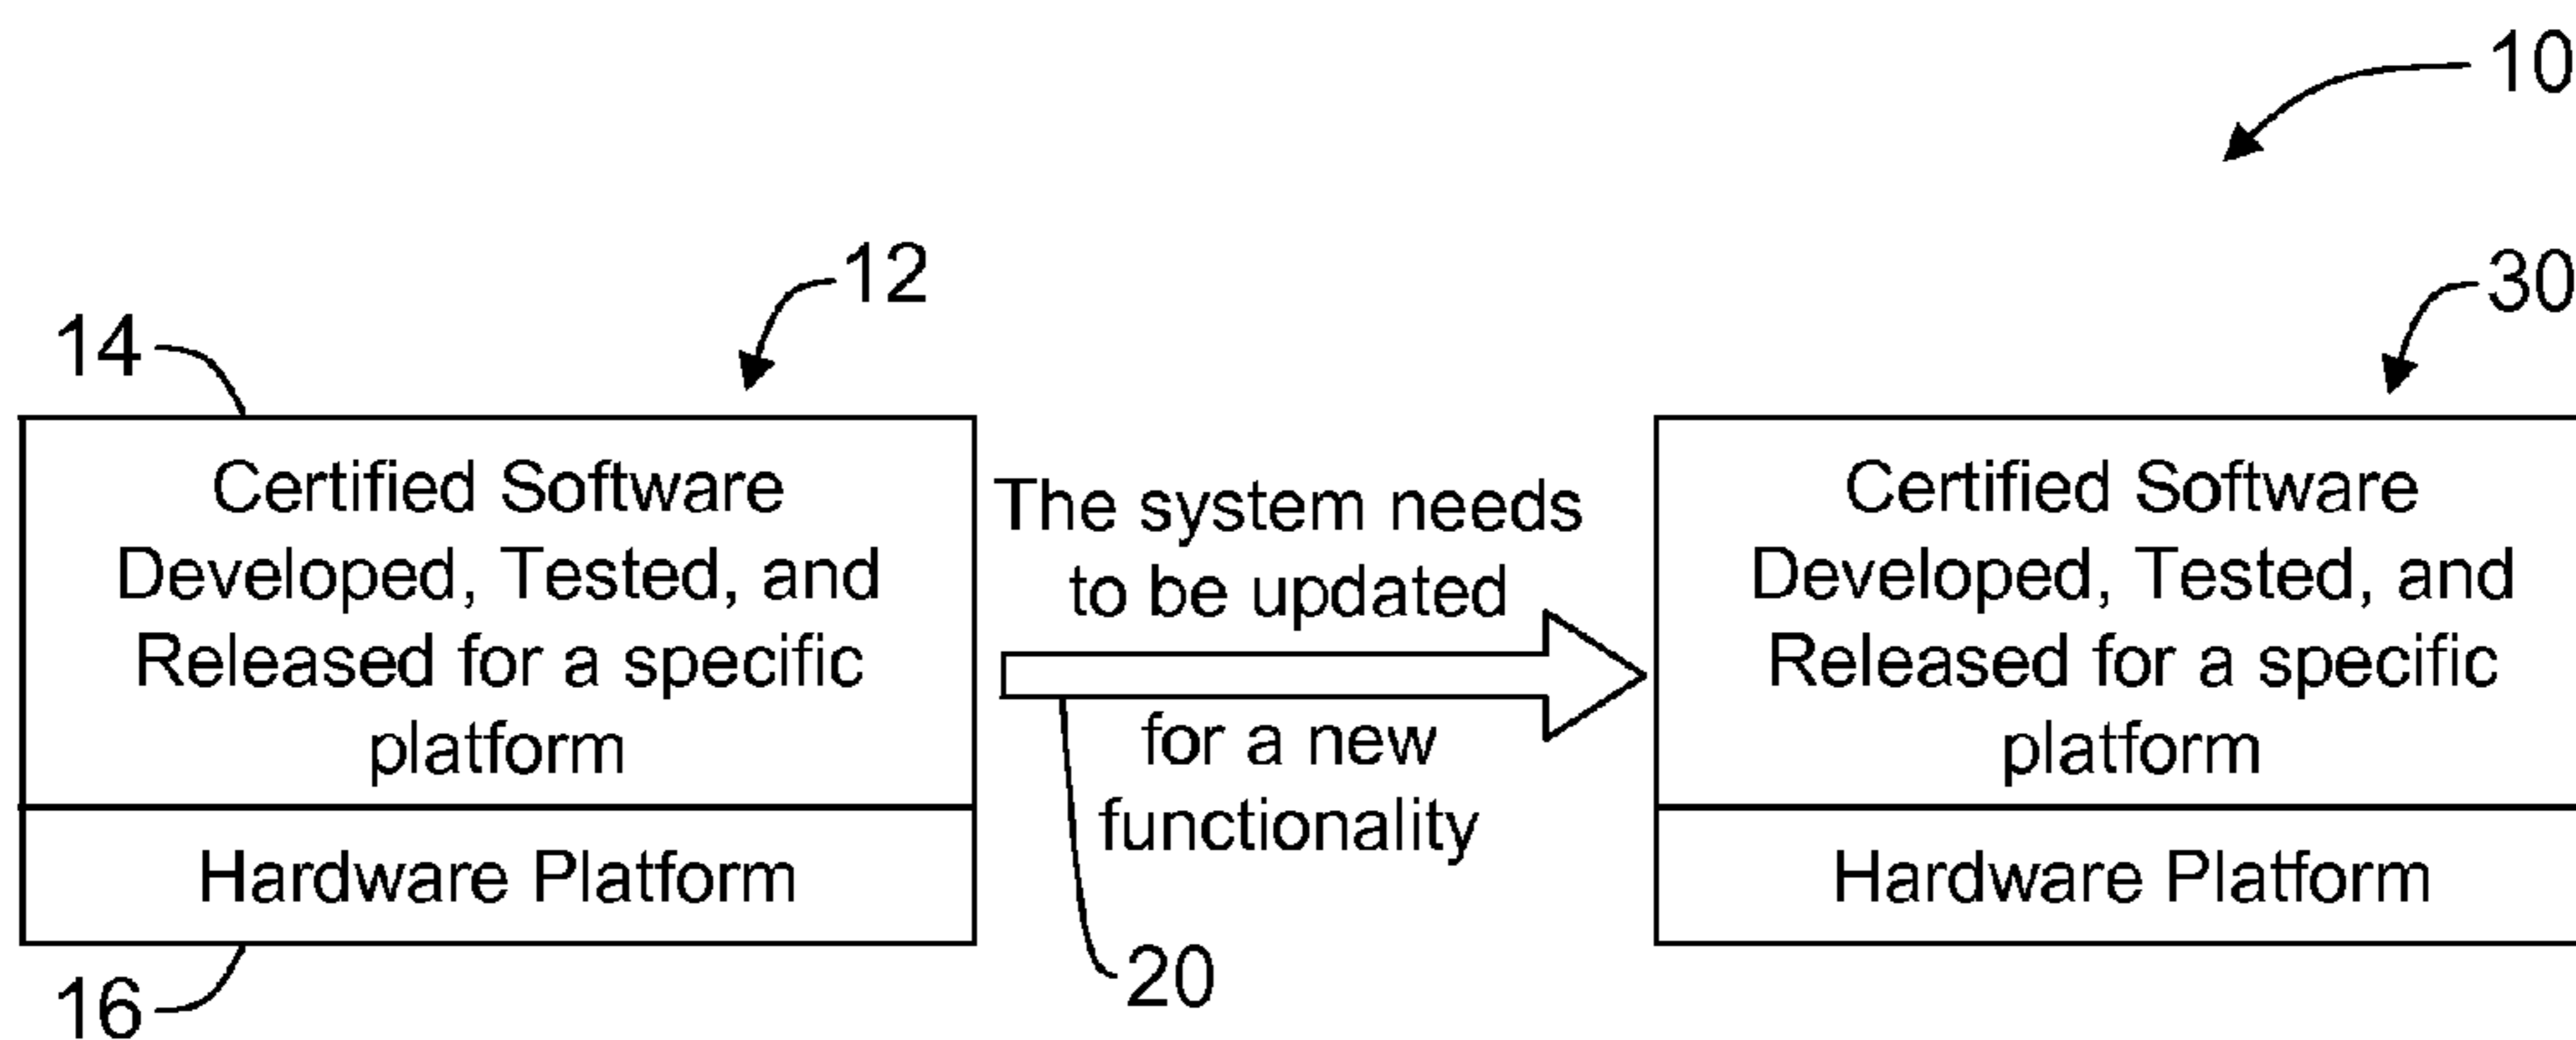 10
12
30
14
Certified Software
Developed, Tested, and
Released for a specific
platform
Hardware Platform
16
The system needs
to be updated
for a new
functionality
20
Certified Software
Developed, Tested, and
Released for a specific
platform
Hardware Platform